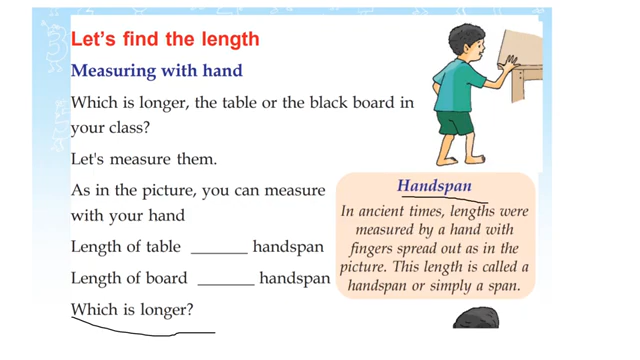 Let's find the length
Measuring with hand
Which is longer, the table or the black board in
your class?
Let's measure them.
As in the picture, you can measure
with your hand
Length of table ______ handspan
Length of board ______ handspan
Which is longer?
Handspan
In ancient times, lengths were
measured by a hand with
fingers spread out as in the
picture. This length is called a
handspan or simply a span.